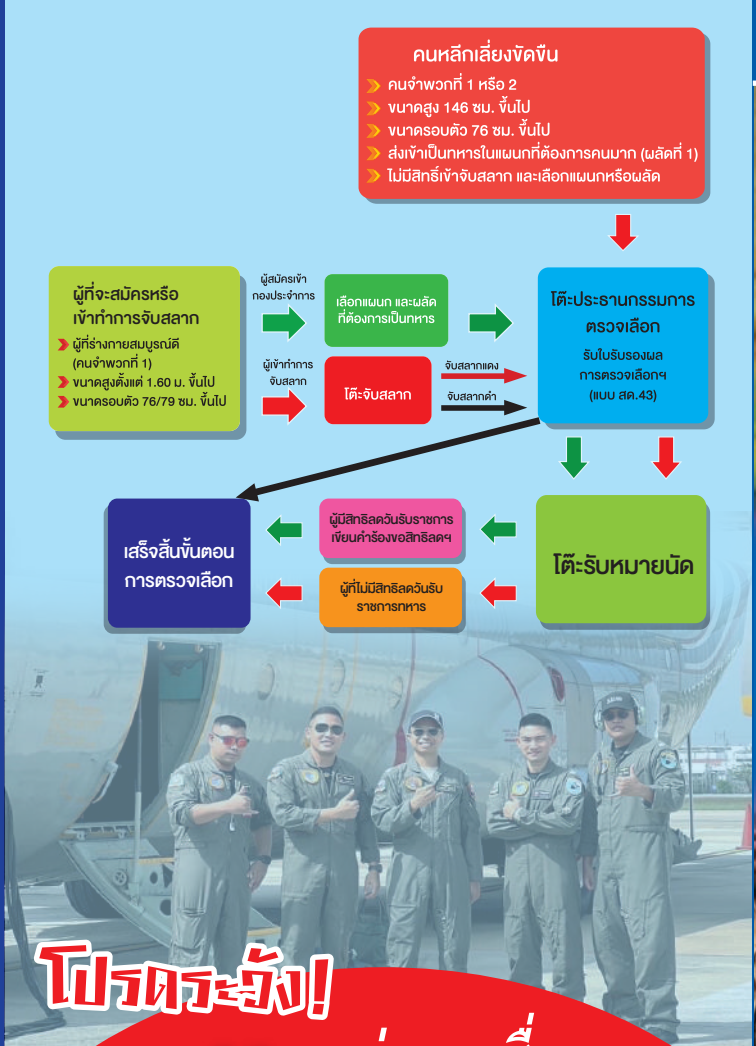 คนหลีกเลี่ยงขัดขืน
คนจำพวกที่ 1 หรือ 2
ขนาดสูง 146 ซม. ขึ้นไป
ขนาดรอบตัว 76 ซม. ขึ้นไป
ส่งเข้าเป็นทหารในแผนกที่ต้องการคนมาก (ผลัดที่ 1)
ไม่มีสิทธิ์เข้าจับสลาก และเลือกแผนกหรือผลัด
ผู้ที่จะสมัครหรือ
เข้าทำการจับสลาก
ผู้ที่ร่างกายสมบูรณ์ดี
(คนจำพวกที่ 1)
ขนาดสูงตั้งแต่ 1.60 ม. ขึ้นไป
ขนาดรอบตัว 76/79 ซม. ขึ้นไป
ผู้สมัครเข้า
กองประจำการ
เลือกแผนก และผลัด
ที่ต้องการเป็นทหาร
ผู้เข้าทำการ
จับสลาก
โต๊ะจับสลาก
จับสลากแดง
จับสลากดำ
โต๊ะประธานกรรมการ
ตรวจเลือก
รับใบรับรองผล
การตรวจเลือกฯ
(แบบ สด.43)
เสร็จสิ้นขั้นตอน
การตรวจเลือก
ผู้มีสิทธิลดวันรับราชการ
เขียนคำร้องขอสิทธิลดฯ
ผู้ที่ไม่มีสิทธิลดวันรับ
ราชการทหาร
โต๊ะรับหมายนัด
โปรดระวัง!